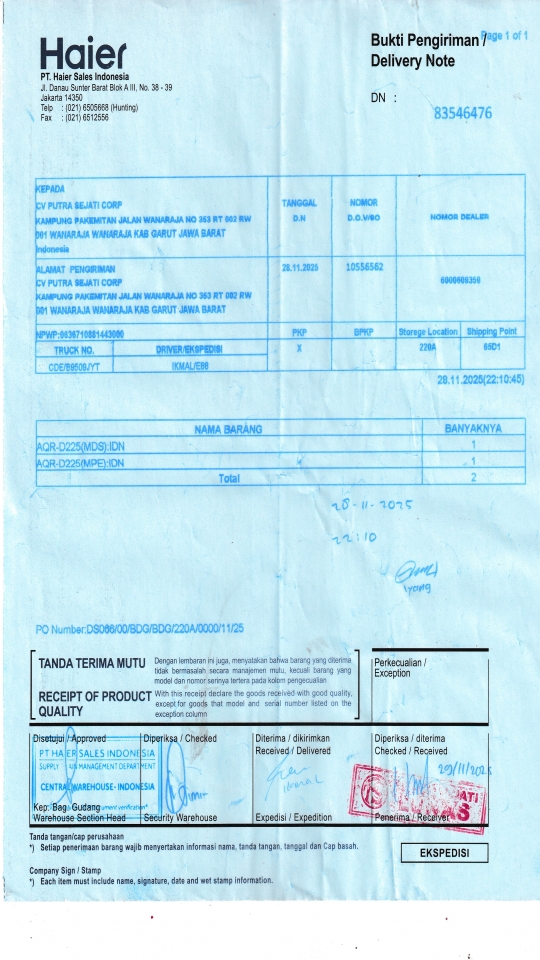 Haier
PT. Haier Sales Indonesia
Jl. Danau Sunter Barat Blok A III, No. 38 - 39
Jakarta 14350
Telp : (021) 6505668 (Hunting)
Fax : (021) 6512556
Page 1 of 1
Bukti Pengiriman /
Delivery Note
DN :
83546476
KEPADA
CV PUTRA SEJATI CORP
KAMPUNG PAKEMITAN JALAN WANARAJA NO 363 RT 002 RW
001 WANARAJA WANARAJA KAB GARUT JAWA BARAT
Indonesia
TANGGAL
D.N
NOMOR
D.O./SO
NOMOR DEALER
ALAMAT PENGIRIMAN
CV PUTRA SEJATI CORP
KAMPUNG PAKEMITAN JALAN WANARAJA NO 363 RT 002 RW
001 WANARAJA WANARAJA KAB GARUT JAWA BARAT
28.11.2025
10556562
PKP
BPKP
Storege Location
Shipping Point
TRUCK NO.
DRIVER/EKSPEDISI
X
220A
65D1
IKMAL/E98
28.11.2025(22:10:45)
NAMA BARANG
BANYAKNYA
AQR-D225(MDS):IDN
1
AQR-D225(MPE):IDN
1
Total
2
28-11-2025
22:10
Iyang
PO Number:DS066/00/BDG/BDG/220A/0000/11/25
TANDA TERIMA MUTU
Dengan lembaran ini juga, menyatakan bahwa barang yang diterima
tidak bermasalah secara manajemen mutu, kecuali barang yang
model dan nomor serinya tertera pada kolom pengecualian
RECEIPT OF PRODUCT
QUALITY
With this receipt declare the goods received with good quality,
except for goods that model and serial number listed on the
exception column
Perkecualian /
Exception
Disetujui / Approved
Diperiksa / Checked
Diterima / dikirimkan
Received / Delivered
Diperiksa / diterima
Checked / Received
PT HAIER SALES INDONESIA
SUPPLY MANAGEMENT DEPARTMENT
CENTRAL WAREHOUSE- INDONESIA
29/11/2025
Kep. Bag. Gudang
Warehouse Section Head
Security Warehouse
Expedisi / Expedition
Penerima / Receiver
Tanda tangan/cap perusahaan
*) Setiap penerimaan barang wajib menyertakan informasi nama, tanda tangan, tanggal dan Cap basah.
EKSPEDISI
Company Sign / Stamp
*) Each item must include name, signature, date and wet stamp information.